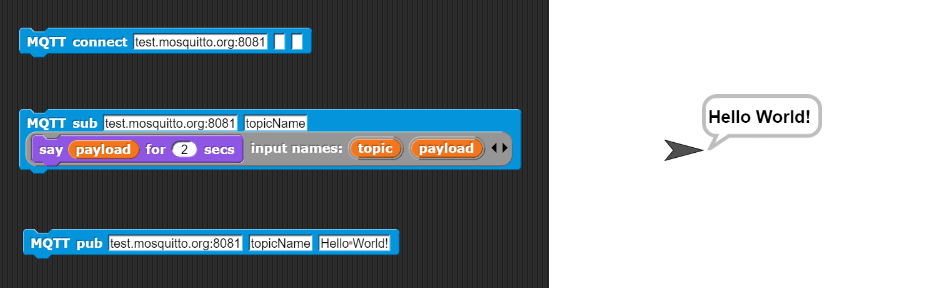 MQTT connect test.mosquitto.org:8081
MQTT sub test.mosquitto.org:8081 topicName
say payload for 2 secs input names: topic payload
MQTT pub test.mosquitto.org:8081 topicName Hello World!
Hello World!